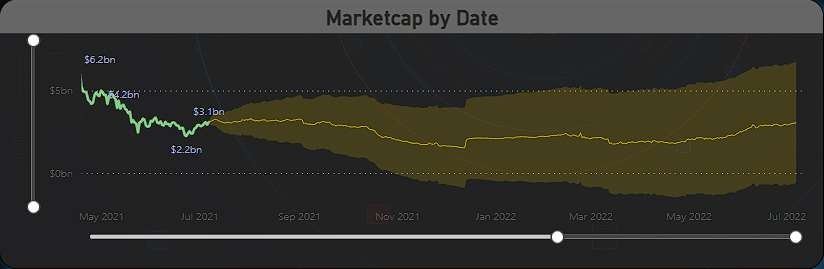 Marketcap by Date
$6.2bn
$5bn
$4.2bn
$3.1bn
$2.2bn
$0bn
May 2021 Jul 2021 Sep 2021 Nov 2021 Jan 2022 Mar 2022 May 2022 Jul 2022